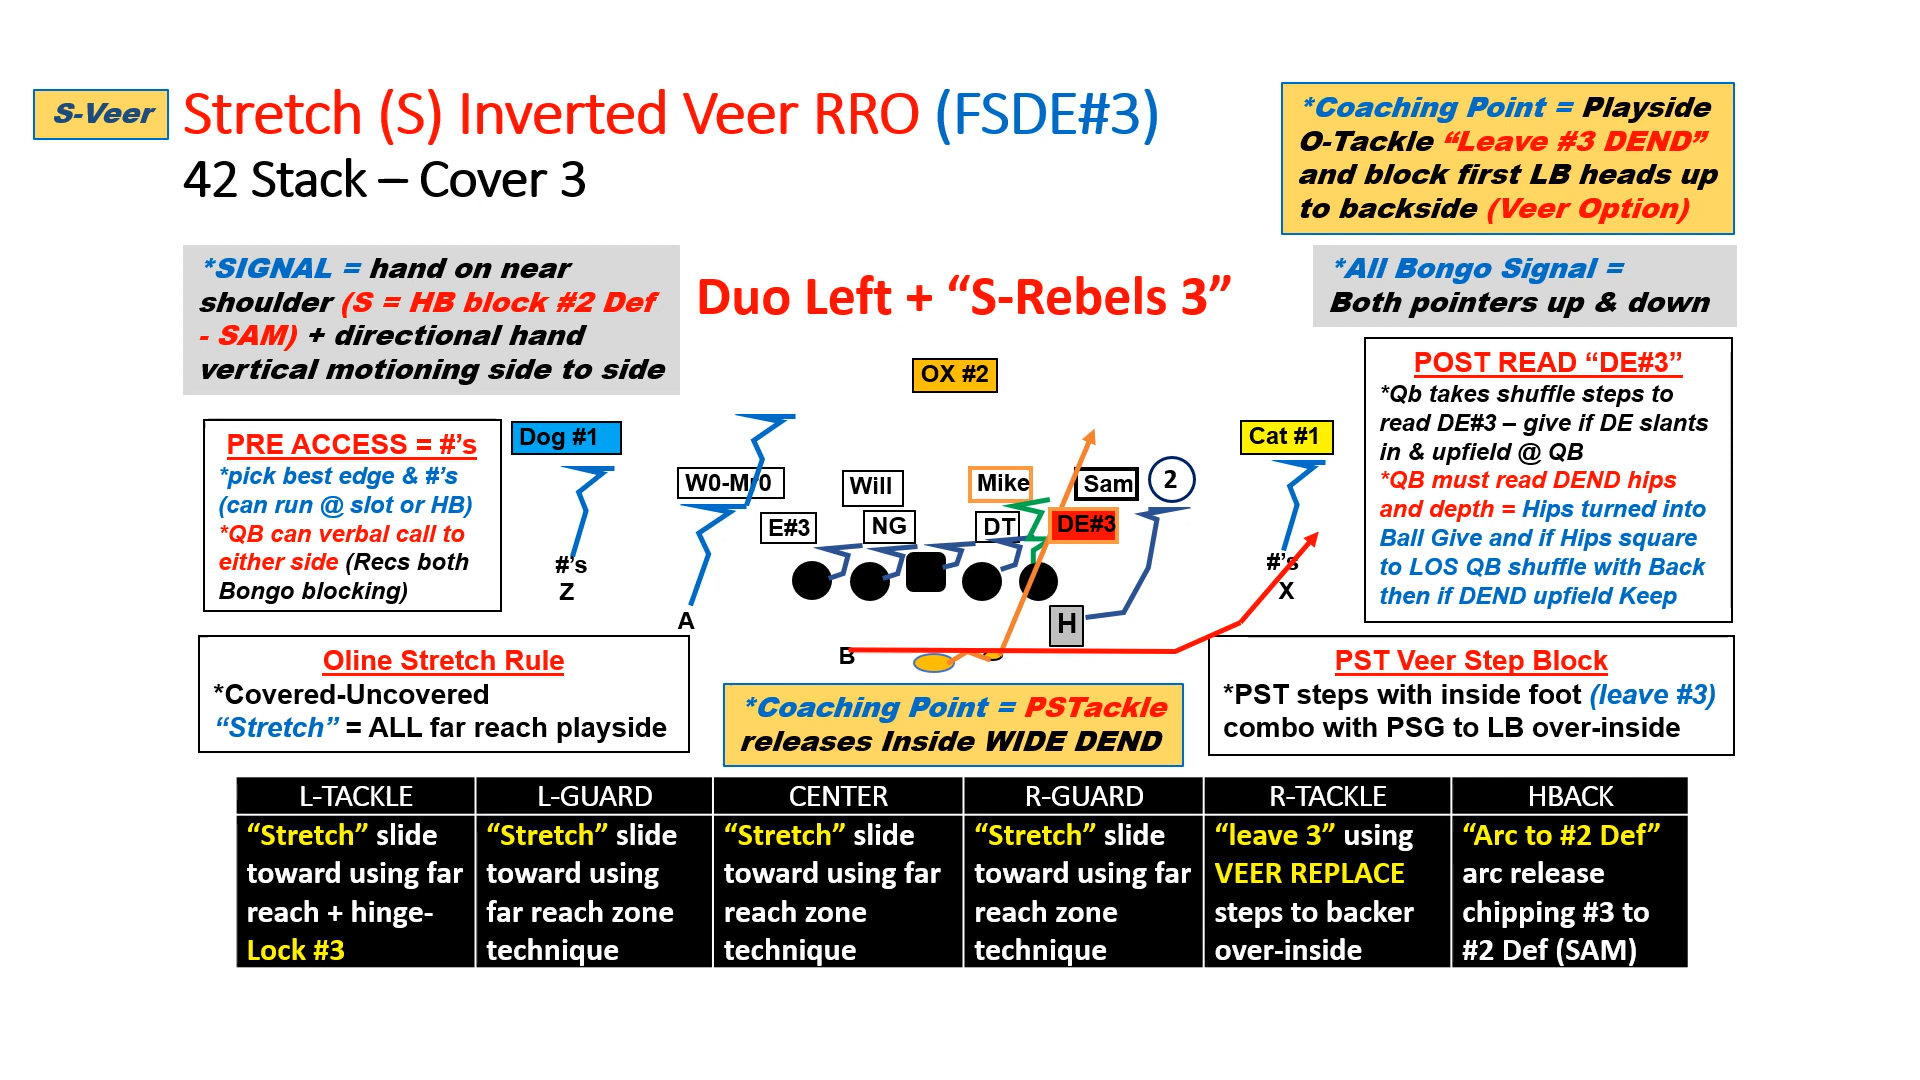 S-Veer
Stretch (S) Inverted Veer RRO (FSDE#3)
42 Stack – Cover 3
*Coaching Point = Playside
O-Tackle “Leave #3 DEND”
and block first LB heads up
to backside (Veer Option)
*SIGNAL = hand on near
shoulder (S = HB block #2 Def
- SAM) + directional hand
vertical motioning side to side
Duo Left + “S-Rebels 3”
*All Bongo Signal =
Both pointers up & down
PRE ACCESS = #’s
*pick best edge & #’s
(can run @ slot or HB)
*QB can verbal call to
either side (Recs both
Bongo blocking)
POST READ “DE#3”
*Qb takes shuffle steps to
read DE#3 – give if DE slants
in & upfield @ QB
*QB must read DEND hips
and depth = Hips turned into
Ball Give and if Hips square
to LOS QB shuffle with Back
then if DEND upfield Keep
OX #2
Dog #1
Cat #1
W0-M 0
Will
Mike
Sam
2
E#3
NG
DT
DE#3
#’s
Z
#’s
X
A
H
B
Oline Stretch Rule
*Covered-Uncovered
“Stretch” = ALL far reach playside
*Coaching Point = PSTackle
releases Inside WIDE DEND
PST Veer Step Block
*PST steps with inside foot (leave #3)
combo with PSG to LB over-inside
L-TACKLE L-GUARD CENTER R-GUARD R-TACKLE HBACK
“Stretch” slide
toward using far
reach + hinge-
Lock #3
“Stretch” slide
toward using
far reach zone
technique
“Stretch” slide
toward using far
reach zone
technique
“Stretch” slide
toward using far
reach zone
technique
“leave 3” using
VEER REPLACE
steps to backer
over-inside
“Arc to #2 Def”
arc release
chipping #3 to
#2 Def (SAM)